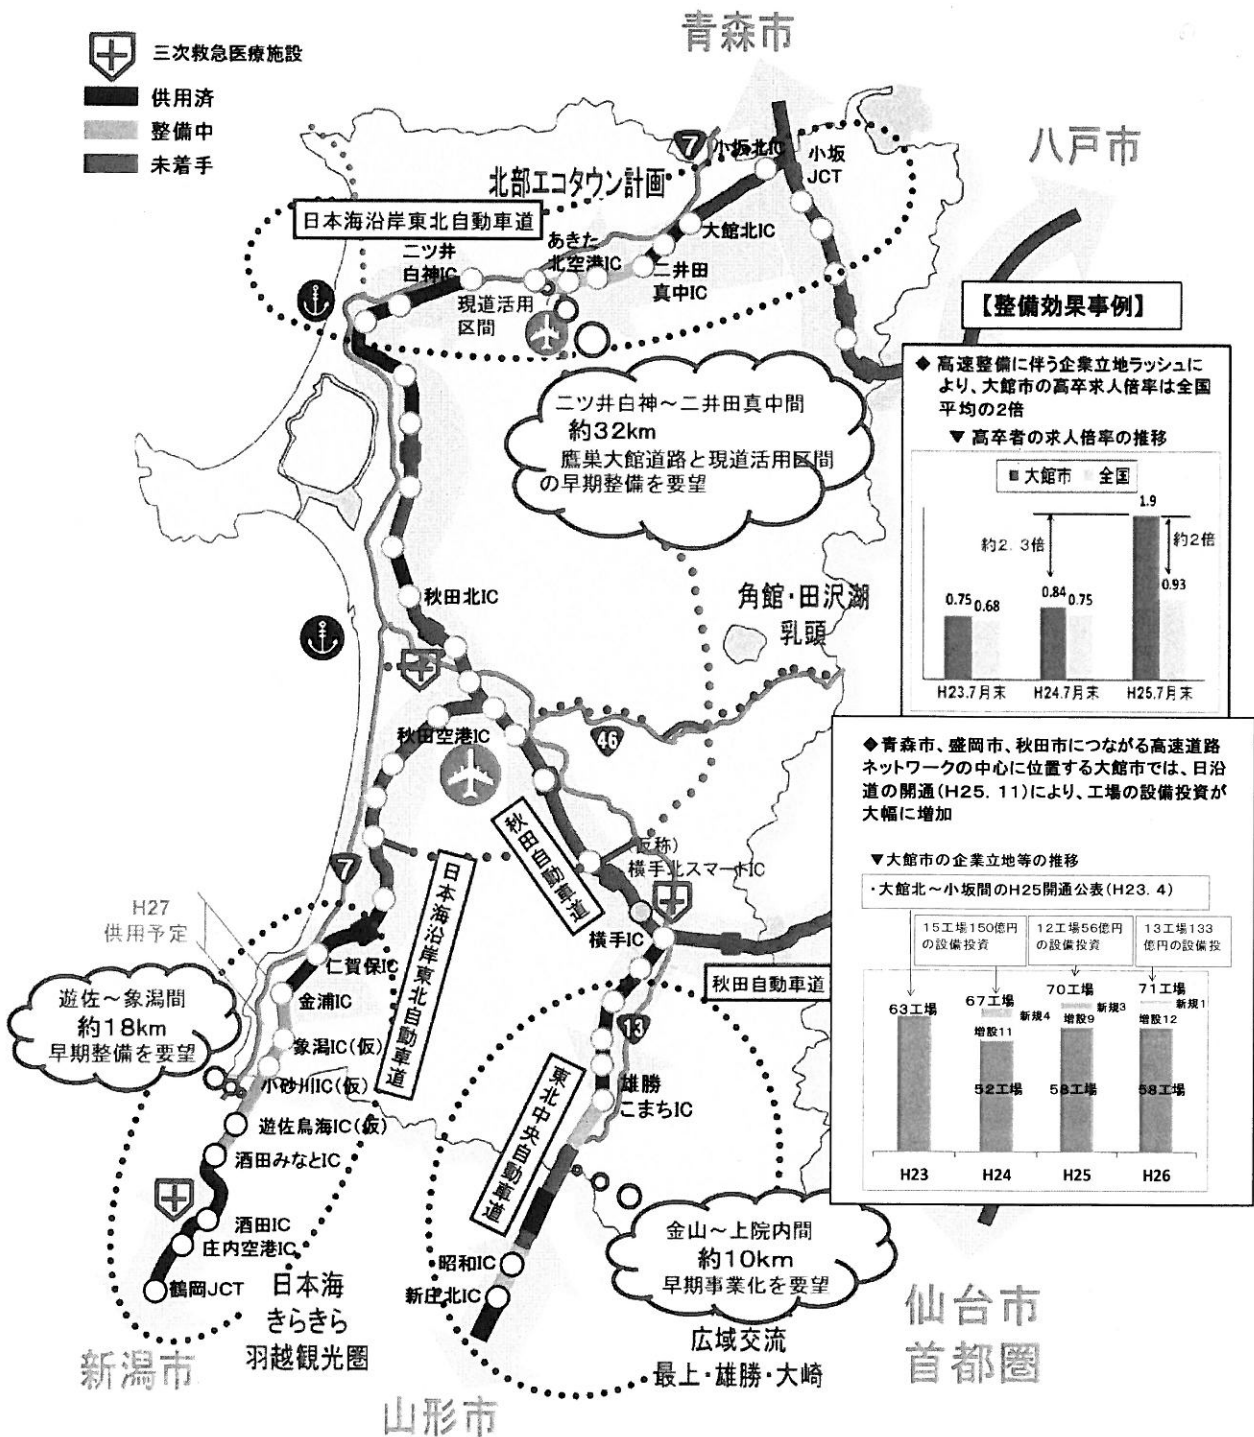 三次救急医療施設
供用済
整備中
未着手
青森市
八戸市
7
小坂北IC
小坂
JCT
北部エコタウン計画
日本海沿岸東北自動車道
大館北IC
あきた
北空港IC
二ツ井
白神IC
二井田
真中IC
現道活用
区間
【整備効果事例】
◆ 高速整備に伴う企業立地ラッシュに
より、大館市の高卒求人倍率は全国
平均の2倍
▼ 高卒者の求人倍率の推移
■大館市 全国
1.9
約2.3倍
約2倍
0.93
0.75
0.68
0.84
0.75
H23.7月末
H24.7月末
H25.7月末
二ツ井白神～二井田真中間
約32km
鷹巣大館道路と現道活用区間
の早期整備を要望
秋田北IC
角館・田沢湖
乳頭
46
秋田空港IC
秋田自動車道
◆青森市、盛岡市、秋田市につながる高速道路
ネットワークの中心に位置する大館市では、日沿
道の開通(H25.11)により、工場の設備投資が
大幅に増加
▼大館市の企業立地等の推移
・大館北～小坂間のH25開通公表(H23.4)
15工場150億円
の設備投資
12工場56億円
の設備投資
13工場133
億円の設備投
63工場
67工場
新規4
増設11
52工場
70工場
新規3
増設9
58工場
71工場
新規1
増設12
58工場
H23
H24
H25
H26
(仮称)
横手北スマートIC
7
日本海沿岸東北自動車道
H27
供用予定
横手IC
秋田自動車道
仁賀保IC
金浦IC
遊佐～象潟間
約18km
早期整備を要望
13
象潟IC(仮)
小砂川IC(仮)
雄勝
こまちIC
東北中央自動車道
遊佐鳥海IC(仮)
酒田みなとIC
酒田IC
庄内空港IC
鶴岡JCT
金山～上院内間
約10km
早期事業化を要望
昭和IC
新庄北IC
日本海
きらきら
羽越観光圏
広域交流
最上・雄勝・大崎
仙台市
首都圏
新潟市
山形市